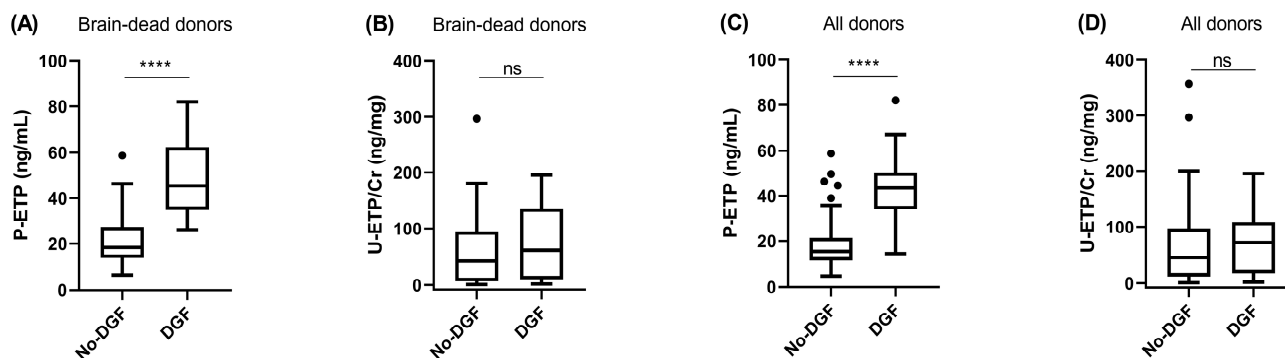 (A) Brain-dead donors
P-ETP (ng/mL)
100
80
60
40
20
0
****
No-DGF
DGF
(B) Brain-dead donors
U-ETP/Cr (ng/mg)
400
300
200
100
0
ns
No-DGF
DGF
(C) All donors
P-ETP (ng/mL)
100
80
60
40
20
0
****
No-DGF
DGF
(D) All donors
U-ETP/Cr (ng/mg)
400
300
200
100
0
ns
No-DGF
DGF